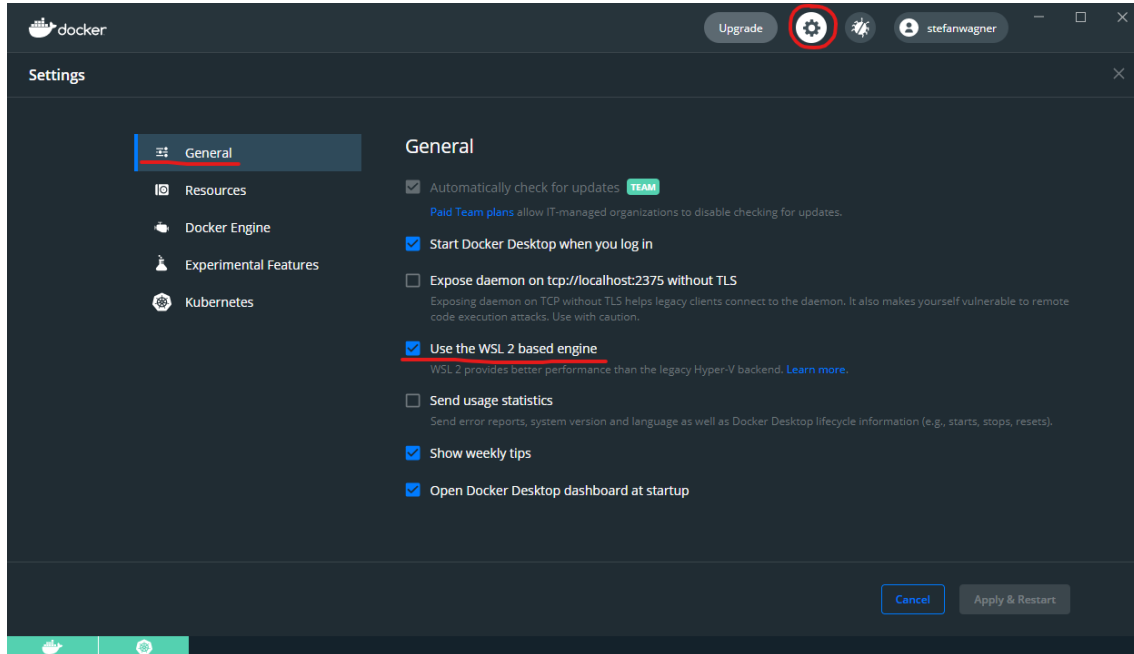 docker
Upgrade
stefanwagner
Settings
General
Resources
Docker Engine
Experimental Features
Kubernetes
General
Automatically check for updates TEAM
Paid Team plans allow IT-managed organizations to disable checking for updates.
Start Docker Desktop when you log in
Expose daemon on tcp://localhost:2375 without TLS
Exposing daemon on TCP without TLS helps legacy clients connect to the daemon. It also makes yourself vulnerable to remote
code execution attacks. Use with caution.
Use the WSL 2 based engine
WSL 2 provides better performance than the legacy Hyper-V backend. Learn more.
Send usage statistics
Send error reports, system version and language as well as Docker Desktop lifecycle information (e.g., starts, stops, resets).
Show weekly tips
Open Docker Desktop dashboard at startup
Cancel
Apply & Restart